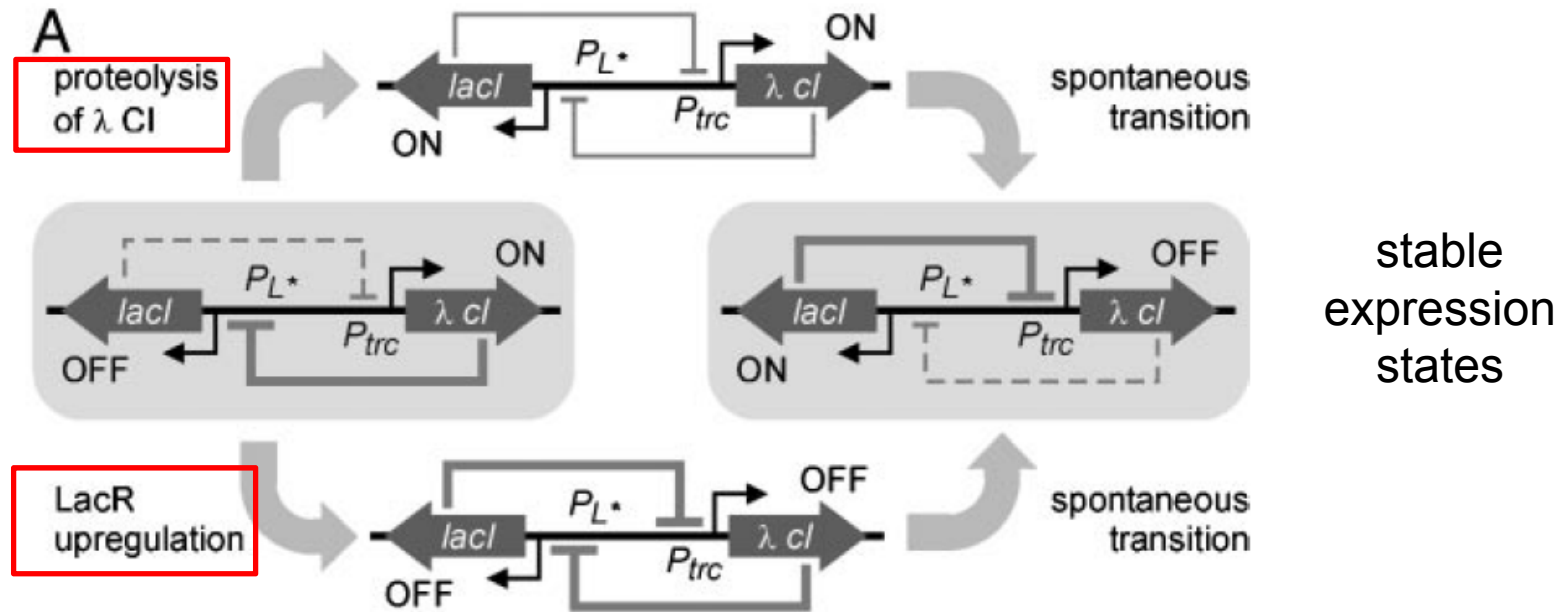 A
proteolysis
of λ CI
lacI
PL*
Ptrc
λ cI
ON
ON
spontaneous
transition
lacI
PL*
Ptrc
λ cI
ON
OFF
lacI
PL*
Ptrc
λ cI
OFF
ON
stable
expression
states
LacR
upregulation
lacI
PL*
Ptrc
λ cI
OFF
OFF
spontaneous
transition